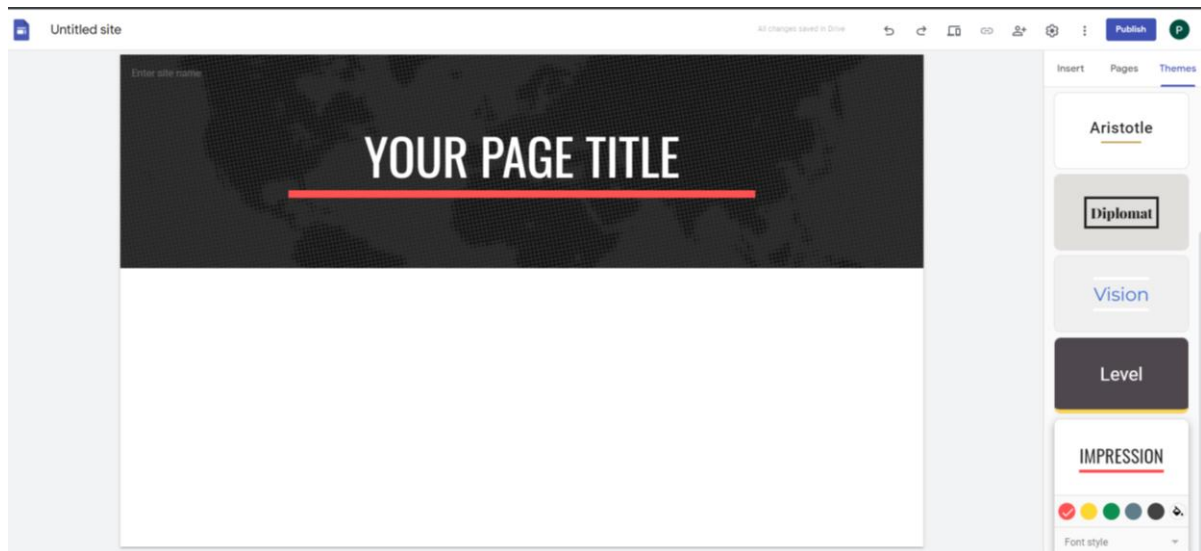 Untitled site
All changes saved in Drive
Publish
P
Insert Pages Themes
Enter site name
YOUR PAGE TITLE
Aristotle
Diplomat
Vision
Level
IMPRESSION
Font style